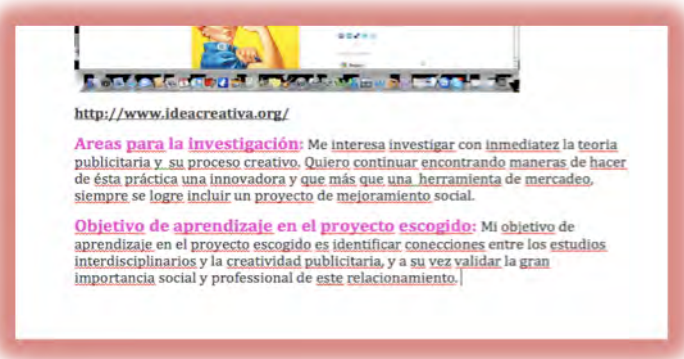 http://www.ideacreativa.org/
Areas para la investigación: Me interesa investigar con inmediatez la teoria
publicitaria y su proceso creativo. Quiero continuar encontrando maneras de hacer
de ésta práctica una innovadora y que más que una herramienta de mercadeo,
siempre se logre incluir un proyecto de mejoramiento social.
Objetivo de aprendizaje en el proyecto escogido: Mi objetivo de
aprendizaje en el proyecto escogido es identificar conecciones entre los estudios
interdisciplinarios y la creatividad publicitaria, y a su vez validar la gran
importancia social y professional de este relacionamiento.